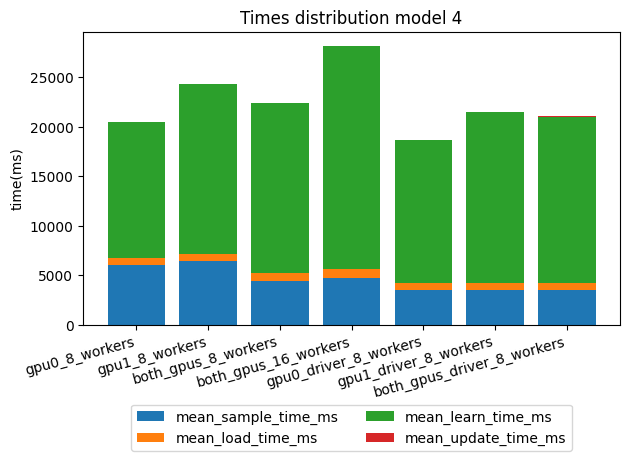 Times distribution model 4
time(ms)
25000
20000
15000
10000
5000
0
gpu0_8_workers
gpu1_8_workers
both_gpus_8_workers
both_gpus_16_workers
gpu0_driver_8_workers
gpu1_driver_8_workers
both_gpus_driver_8_workers
mean_sample_time_ms
mean_load_time_ms
mean_learn_time_ms
mean_update_time_ms